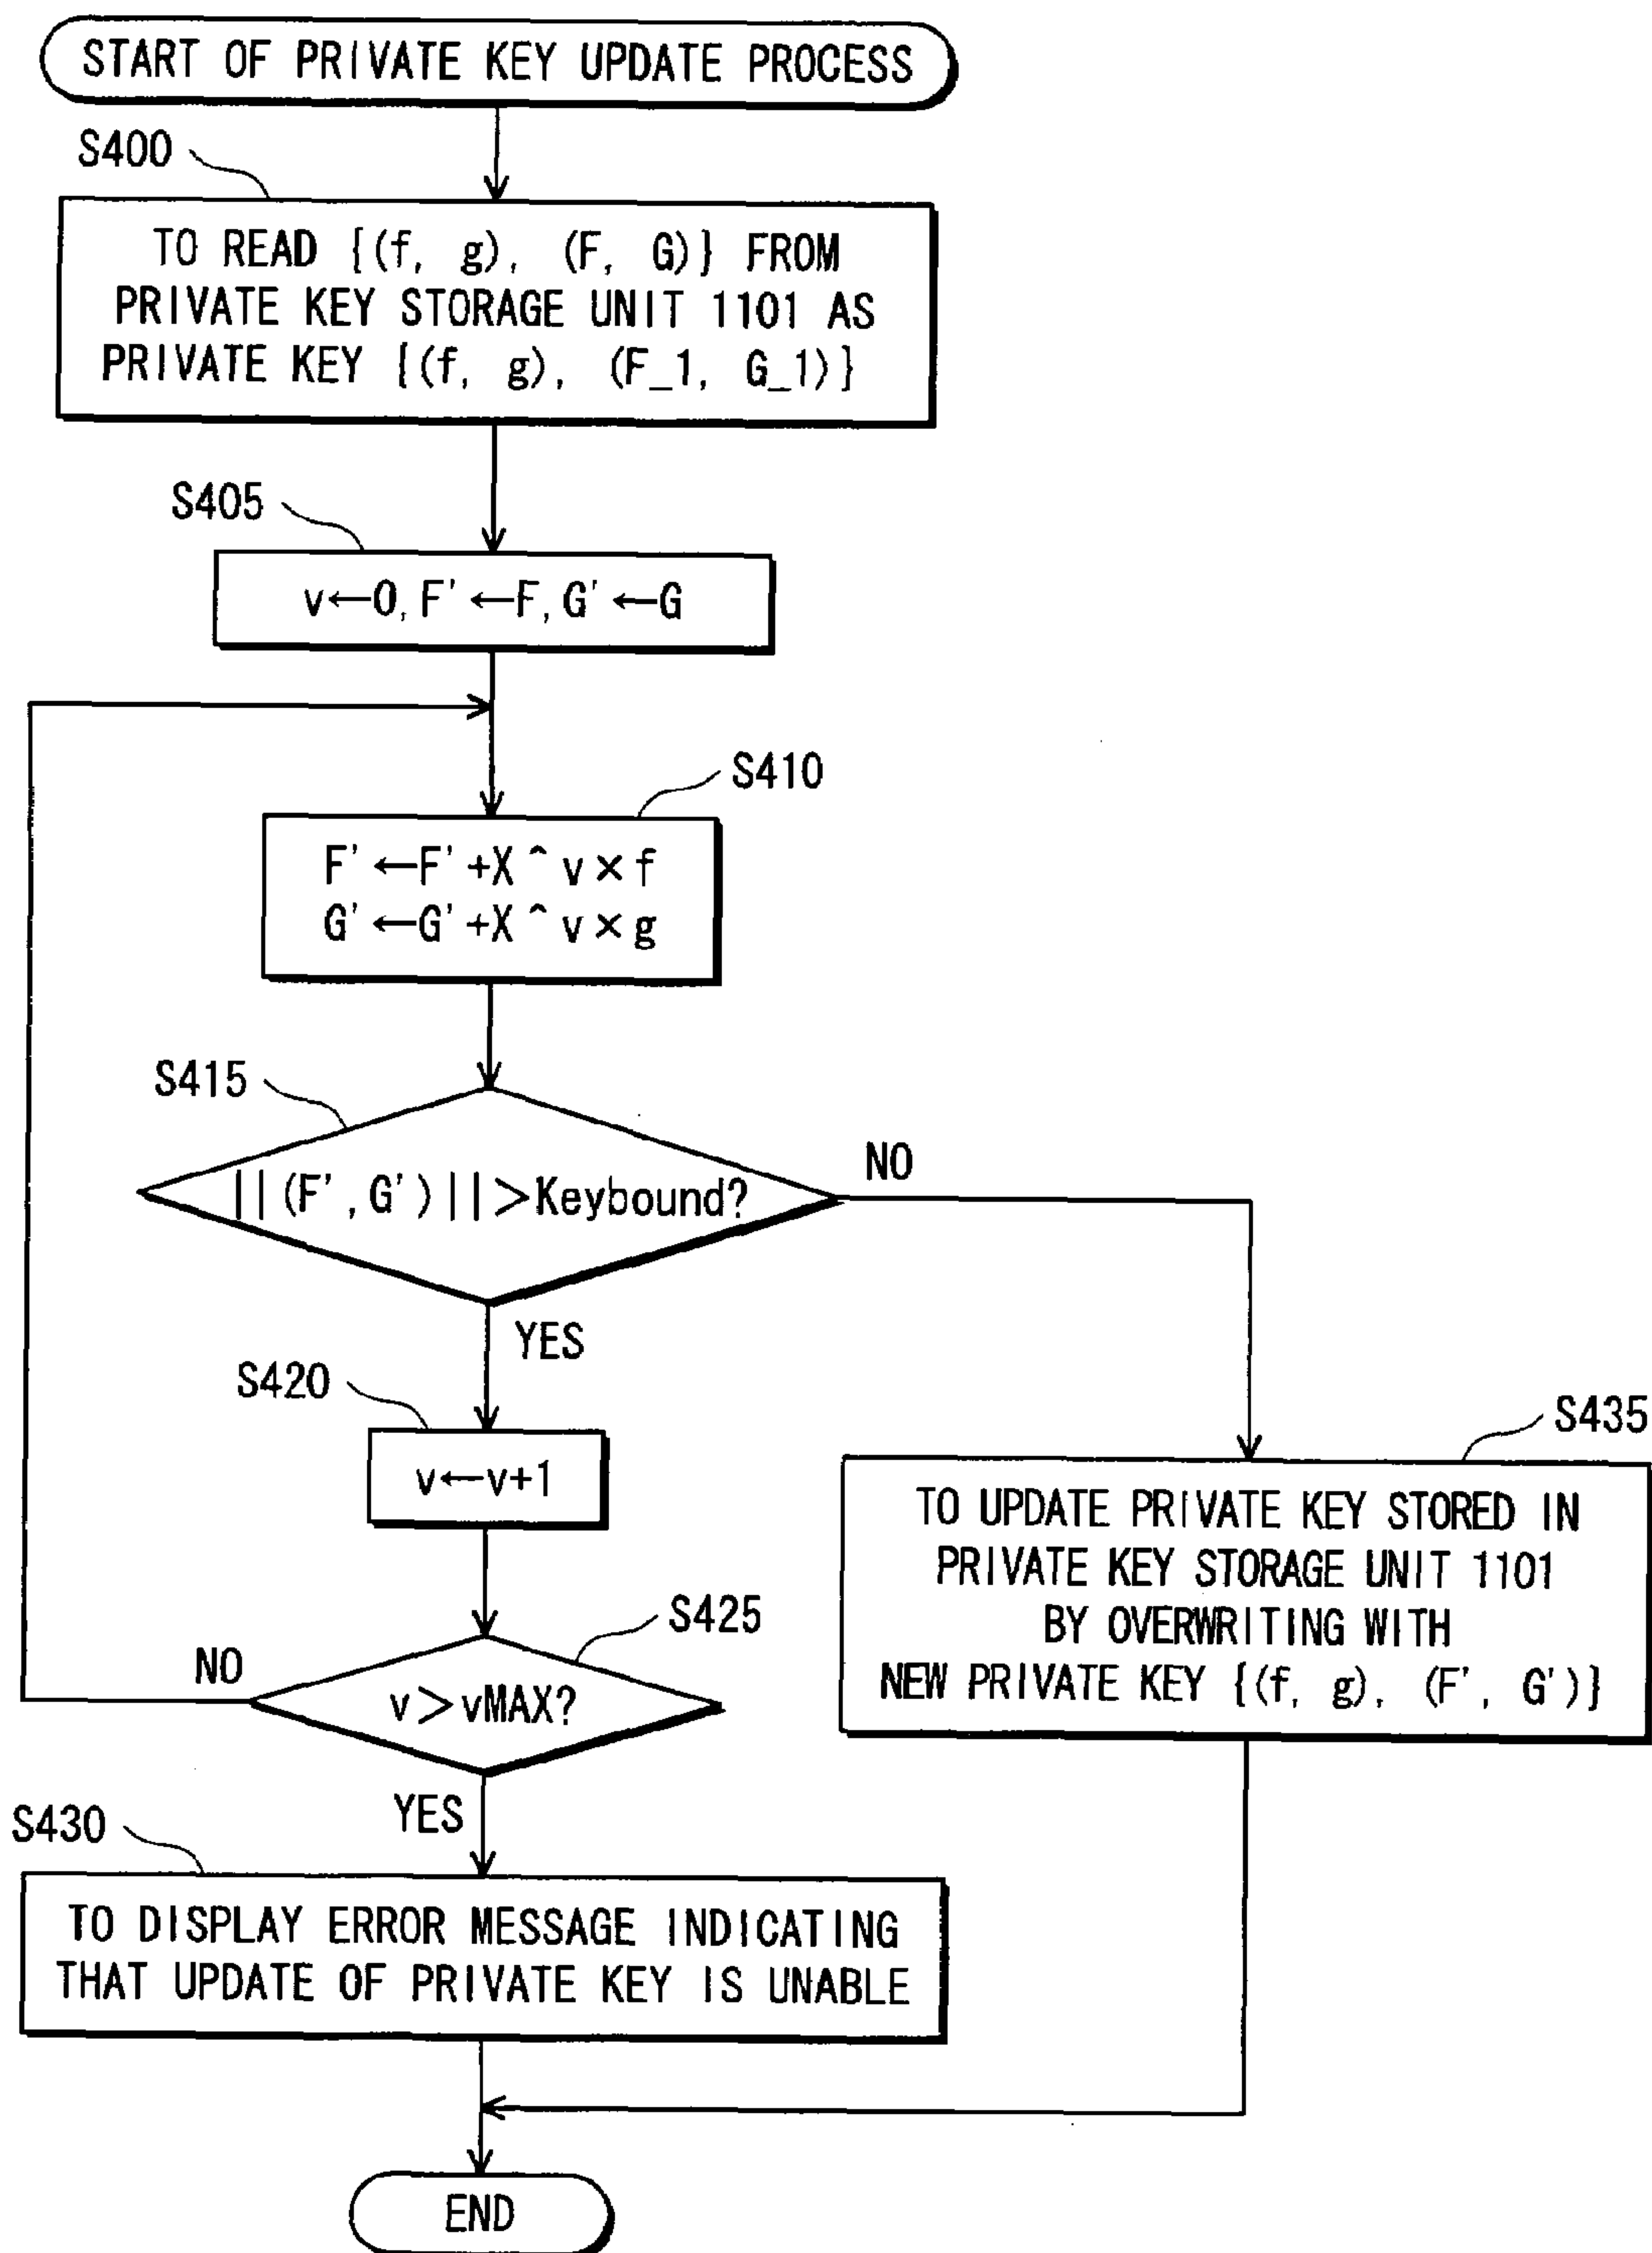 START OF PRIVATE KEY UPDATE PROCESS
S400
TO READ {(f, g), (F, G)} FROM
PRIVATE KEY STORAGE UNIT 1101 AS
PRIVATE KEY {(f, g), (F_1, G_1)}
S405
v←0, F' ←F, G' ←G
S410
F' ←F' +X ^ v × f
G' ←G' +X ^ v × g
S415
||(F' , G' )|| >Keybound?
NO
YES
S420
v←v+1
S435
TO UPDATE PRIVATE KEY STORED IN
PRIVATE KEY STORAGE UNIT 1101
BY OVERWRITING WITH
NEW PRIVATE KEY {(f, g), (F' , G' )}
S425
NO
v > vMAX?
YES
S430
TO DISPLAY ERROR MESSAGE INDICATING
THAT UPDATE OF PRIVATE KEY IS UNABLE
END